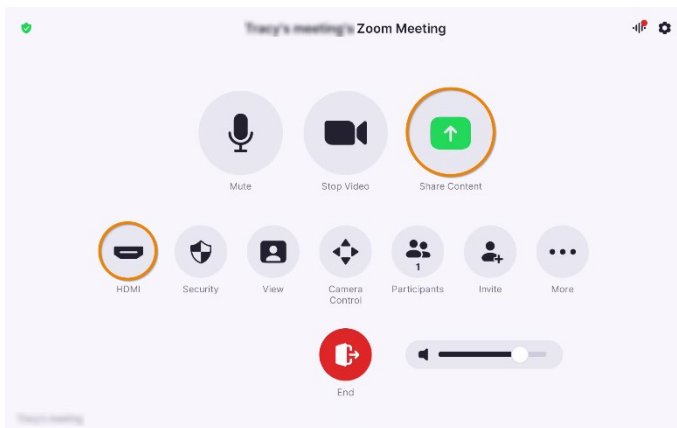 Zoom Meeting
Mute Stop Video Share Content
HDMI Security View Camera Control Participants Invite More
1
End